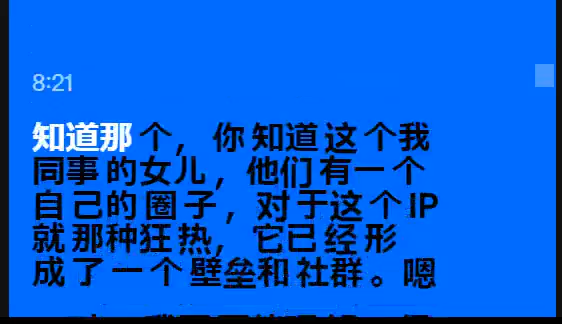 8:21
知道那个，你知道这个我
同事的女儿，他们有一个
自己的圈子，对于这个IP
就那种狂热，它已经形
成了一个壁垒和社群。嗯